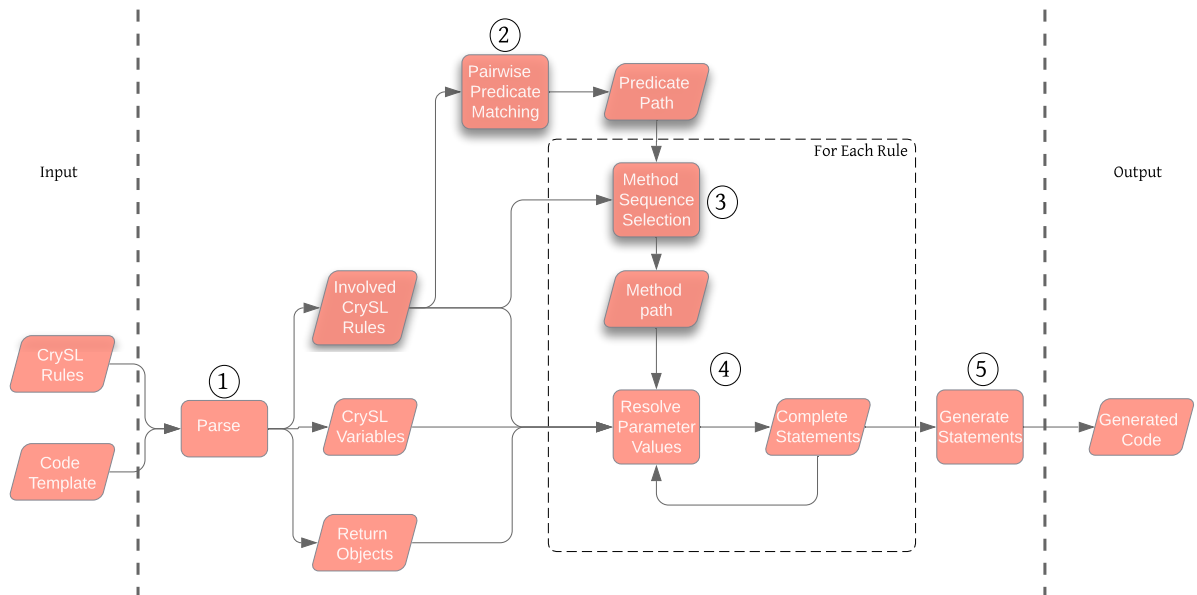 Input
CrySL
Rules
Code
Template
1
Parse
Involved
CrySL
Rules
CrySL
Variables
Return
Objects
2
Pairwise
Predicate
Matching
Predicate
Path
For Each Rule
Method
Sequence
Selection
3
Method
path
4
Resolve
Parameter
Values
Complete
Statements
5
Generate
Statements
Output
Generated
Code